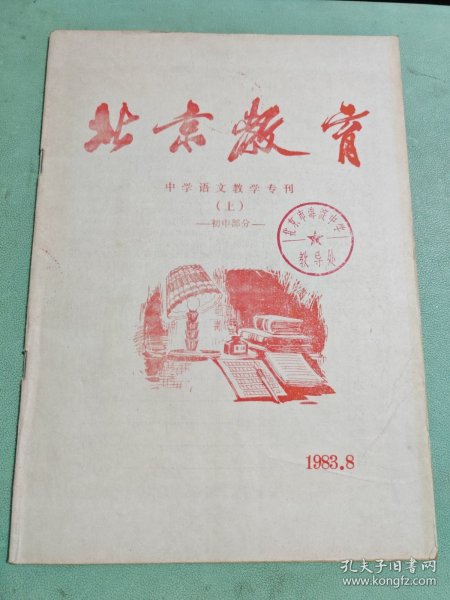 北京教育
中学语文教学专刊
（上）
—初中部分—
北京市海淀中学
教导处
1983.8
孔夫子旧书网
www.kongfz.com